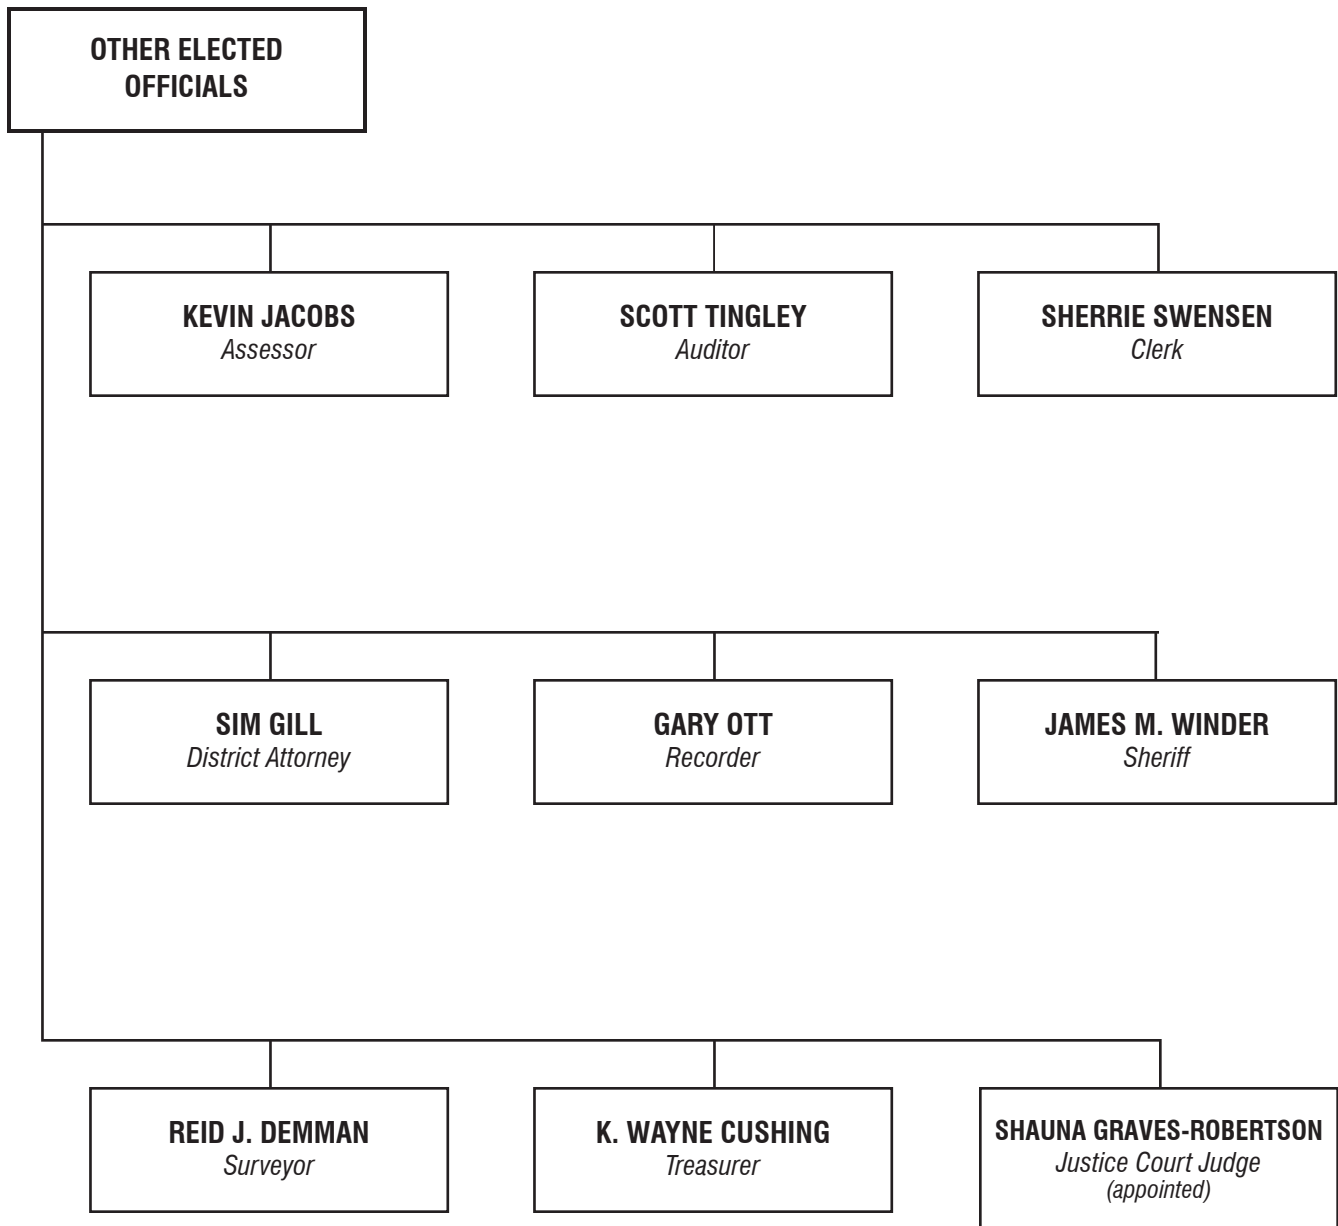 OTHER ELECTED
OFFICIALS
KEVIN JACOBS
Assessor
SCOTT TINGLEY
Auditor
SHERRIE SWENSEN
Clerk
SIM GILL
District Attorney
GARY OTT
Recorder
JAMES M. WINDER
Sheriff
REID J. DEMMAN
Surveyor
K. WAYNE CUSHING
Treasurer
SHAUNA GRAVES-ROBERTSON
Justice Court Judge
(appointed)